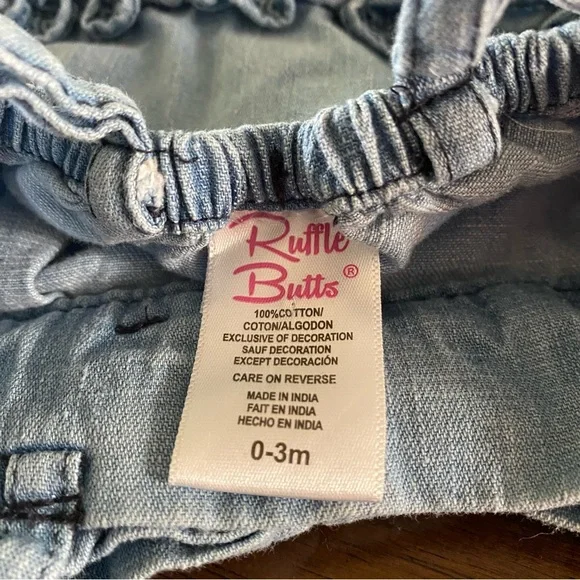 Ruffle
Butts®
100%COTTON/
COTON/ALGODON
EXCLUSIVE OF DECORATION
SAUF DECORATION
EXCEPT DECORACIÓN
CARE ON REVERSE
MADE IN INDIA
FAIT EN INDIA
HECHO EN INDIA
0-3m